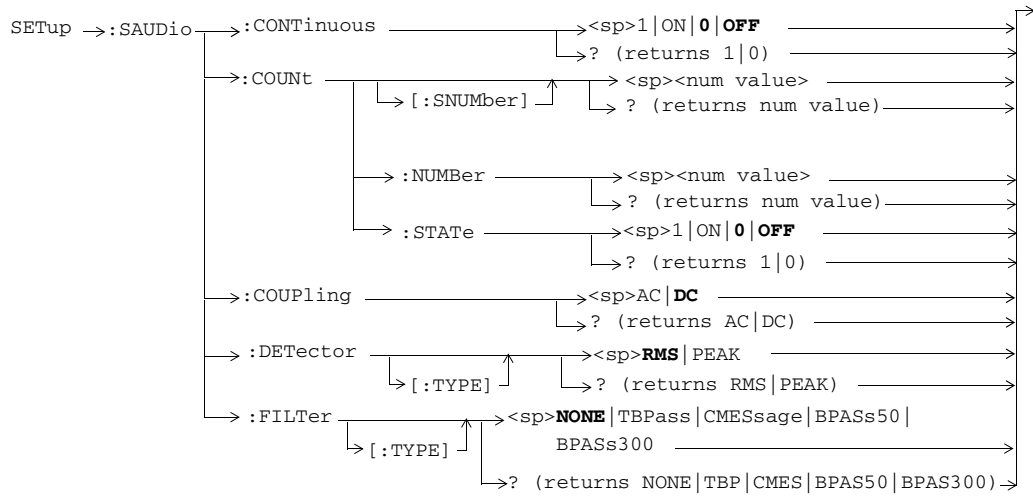 SETup :SAUDio :CONTinuous <sp>1|ON|0|OFF
? (returns 1|0)
:COUNt <sp><num value>
[:SNUMber] ? (returns num value)
:NUMBer <sp><num value>
? (returns num value)
:STATe <sp>1|ON|0|OFF
? (returns 1|0)
:COUPling <sp>AC|DC
? (returns AC|DC)
:DETector <sp>RMS|PEAK
[:TYPE] ? (returns RMS|PEAK)
:FILTer <sp>NONE|TBPass|CMESsage|BPASs50|
[:TYPE] BPASs300
? (returns NONE|TBP|CMES|BPAS50|BPAS300)